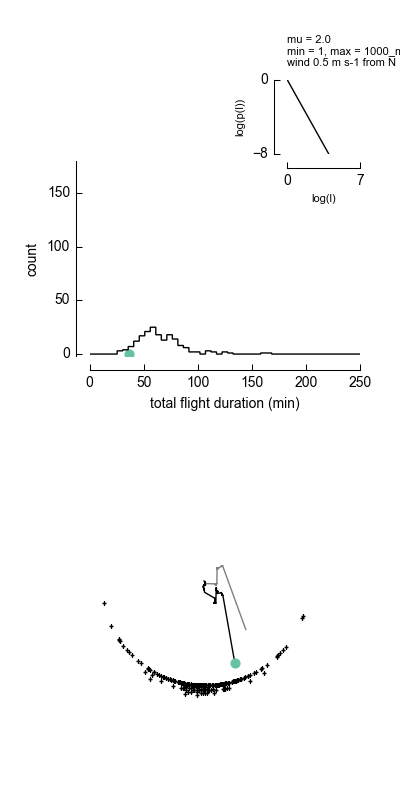 mu = 2.0
min = 1, max = 1000_m
wind 0.5 m s-1 from N
0
−8
log(p(l))
0 7
log(l)
150
100
50
0
count
0 50 100 150 200 250
total flight duration (min)